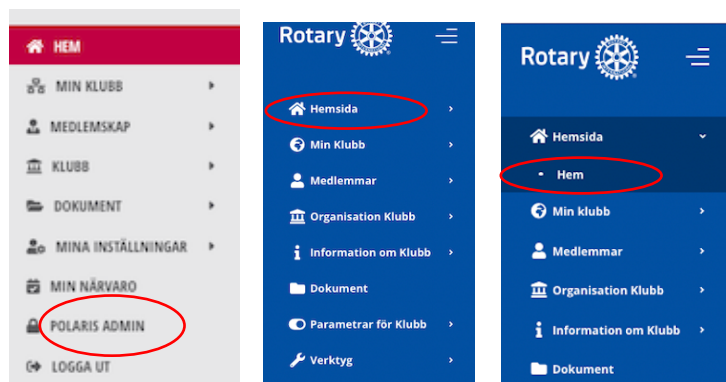 HEM
MIN KLUBB
MEDLEMSKAP
KLUBB
DOKUMENT
MINA INSTÄLLNINGAR
MIN NÄRVARO
POLARIS ADMIN
LOGGA UT
Rotary
Hemsida
Min Klubb
Medlemmar
Organisation Klubb
Information om Klubb
Dokument
Parametrar för Klubb
Verktyg
Rotary
Hemsida
Hem
Min klubb
Medlemmar
Organisation Klubb
Information om Klubb
Dokument